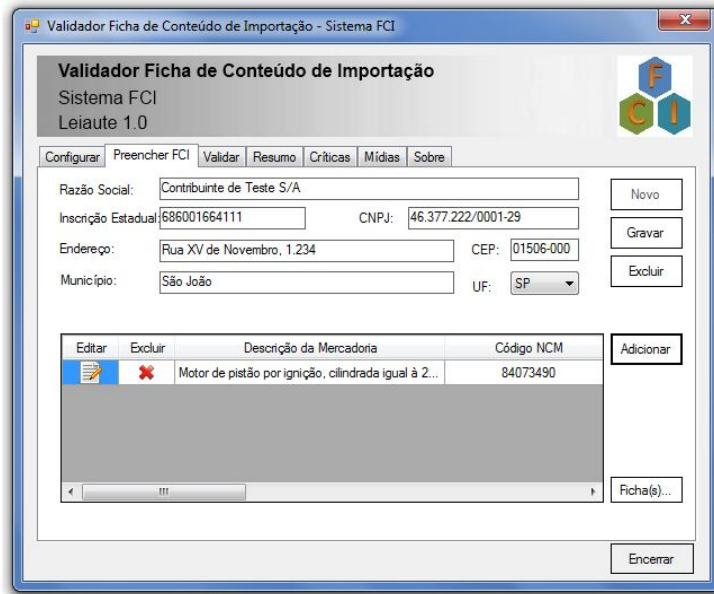 Validador Ficha de Conteúdo de Importação - Sistema FCI
Validador Ficha de Conteúdo de Importação
Sistema FCI
Leiaute 1.0
F
C I
Configurar Preencher FCI Validar Resumo Críticas Mídias Sobre
Razão Social: Contribuinte de Teste S/A Novo
Inscrição Estadual: 686001664111 CNPJ: 46.377.222/0001-29 Gravar
Endereço: Rua XV de Novembro, 1.234 CEP: 01506-000
Excluir
Município: São João UF: SP
Editar Excluir Descrição da Mercadoria Código NCM Adicionar
Motor de pistão por ignição, cilindrada igual à 2... 84073490
Ficha(s)...
Encerrar